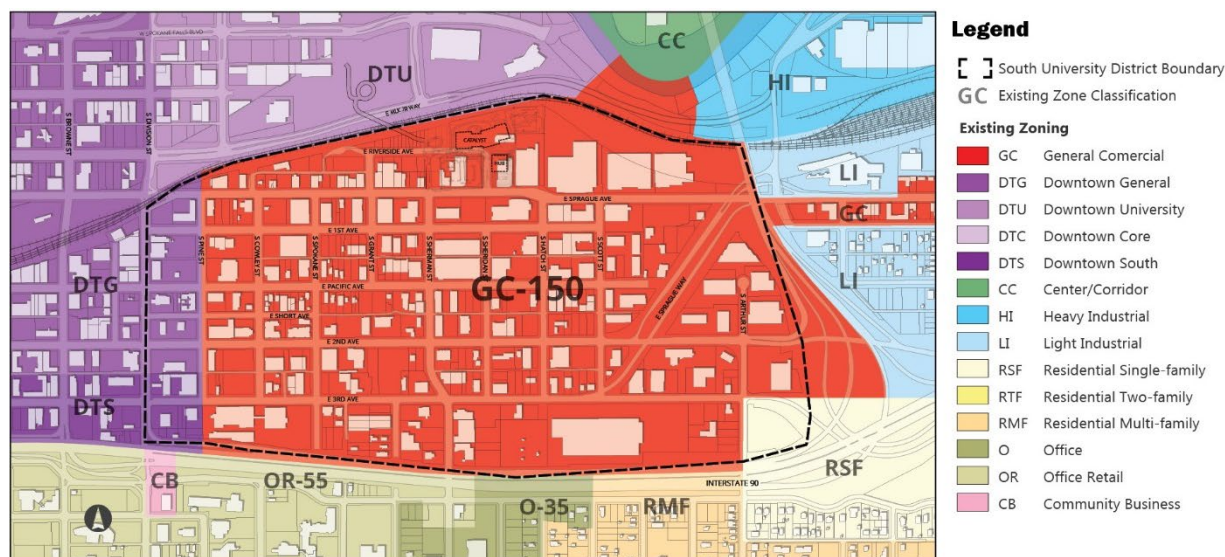 E SPOKANE FALLS BLVD
DTU
CC
HI
S BROWNE ST
S DIVISION ST
E MLK JR WAY
CATALYST
E RIVERSIDE AVE
LI
E SPRAGUE AVE
GC
E 1ST AVE
S PINE ST
S COWLEY ST
S SPOKANE ST
S GRANT ST
S SHERMAN ST
S SHERIDAN ST
S HATCH ST
S SCOTT ST
DTG
E PACIFIC AVE
GC-150
E SPRAGUE WAY
LI
S ARTHUR ST
E SHORT AVE
E 2ND AVE
DTS
E 3RD AVE
CB
OR-55
O-35
RMF
RSF
INTERSTATE 90
Legend
South University District Boundary
GC Existing Zone Classification
Existing Zoning
GC General Comercial
DTG Downtown General
DTU Downtown University
DTC Downtown Core
DTS Downtown South
CC Center/Corridor
HI Heavy Industrial
LI Light Industrial
RSF Residential Single-family
RTF Residential Two-family
RMF Residential Multi-family
O Office
OR Office Retail
CB Community Business